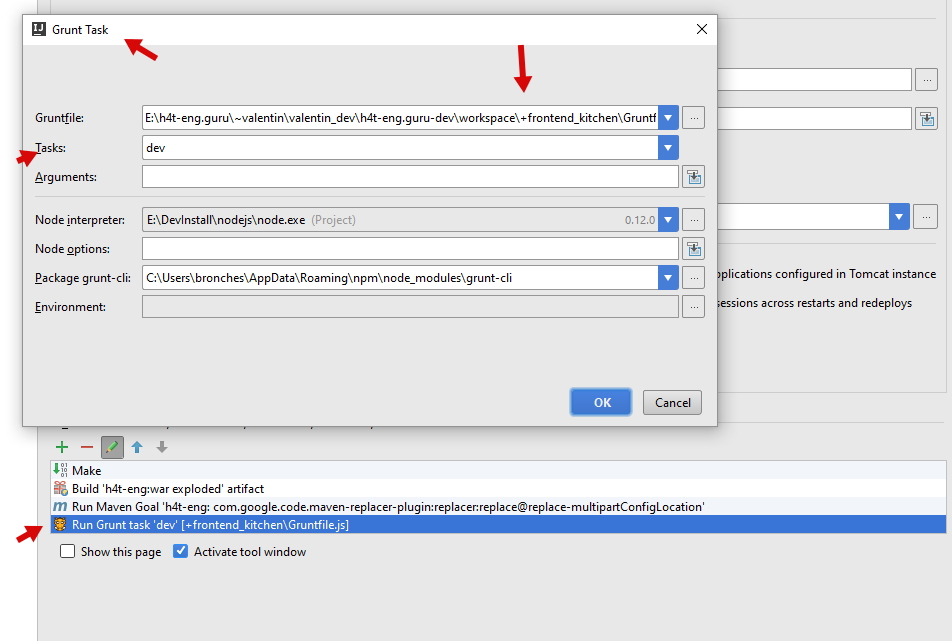 Grunt Task
Gruntfile:
E:\h4t-eng.guru\~valentin\valentin_dev\h4t-eng.guru-dev\workspace\+frontend_kitchen\Gruntf
Tasks:
dev
Arguments:
Node interpreter:
E:\DevInstall\nodejs\node.exe (Project) 0.12.0
Node options:
Package grunt-cli:
C:\Users\bronches\AppData\Roaming\npm\node_modules\grunt-cli
Environment:
pplications configured in Tomcat instance
sessions across restarts and redeploys
OK
Cancel
Make
Build 'h4t-eng:war exploded' artifact
Run Maven Goal 'h4t-eng: com.google.code.maven-replacer-plugin:replacer:replace@replace-multipartConfigLocation'
Run Grunt task 'dev' [+frontend_kitchen\Gruntfile.js]
Show this page
Activate tool window